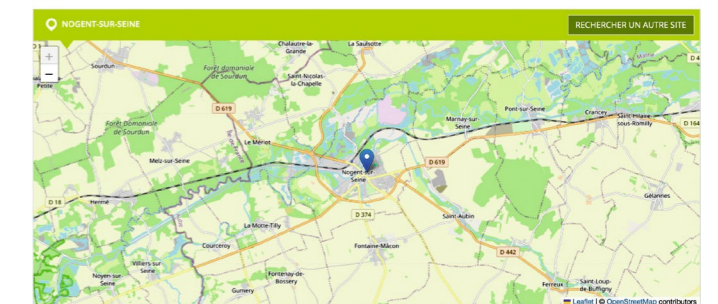 NOGENT-SUR-SEINE
RECHERCHER UN AUTRE SITE
Chalautre-la-
Grande
La Saulsotte
+
−
Sourdun
Forêt domaniale
de Sourdun
Saint-Nicolas-
la-Chapelle
D 4
Forêt Domaniale
de Sourdun
D 619
Le Mériot
Marnay-sur-
Seine
Pont-sur-Seine
Crancey
Saint-Hilaire-
sous-Romilly
D 164
Melz-sur-Seine
Nogent-sur-
Seine
D 619
D 18
Hermé
Gélannes
D 374
Saint-Aubin
La Motte-Tilly
Courceroy
Fontaine-Mâcon
D 442
Villiers-sur-
Seine
Noyen-sur-
Seine
Fontenay-de-
Bossery
Gumery
Ferreux
Saint-Loup-
de-Buffigny
Leaflet | © OpenStreetMap contributors